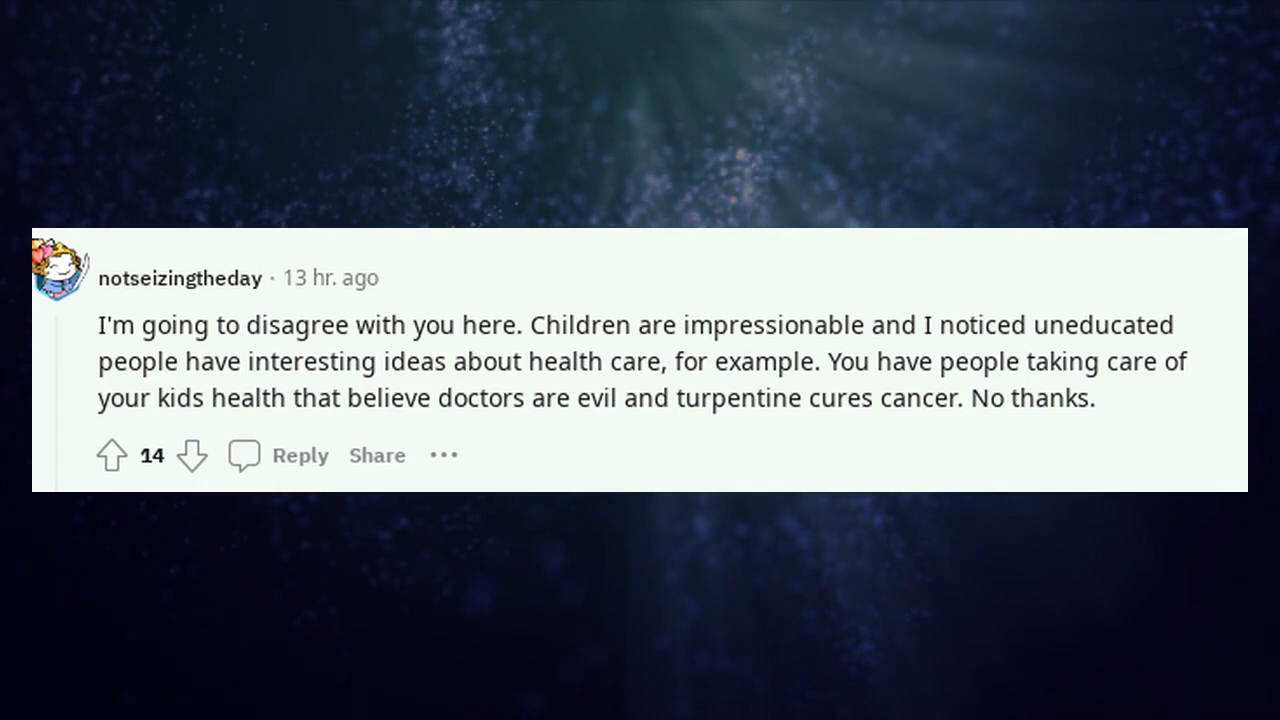 notseizingtheday · 13 hr. ago
I'm going to disagree with you here. Children are impressionable and I noticed uneducated
people have interesting ideas about health care, for example. You have people taking care of
your kids health that believe doctors are evil and turpentine cures cancer. No thanks.
14 Reply Share ···